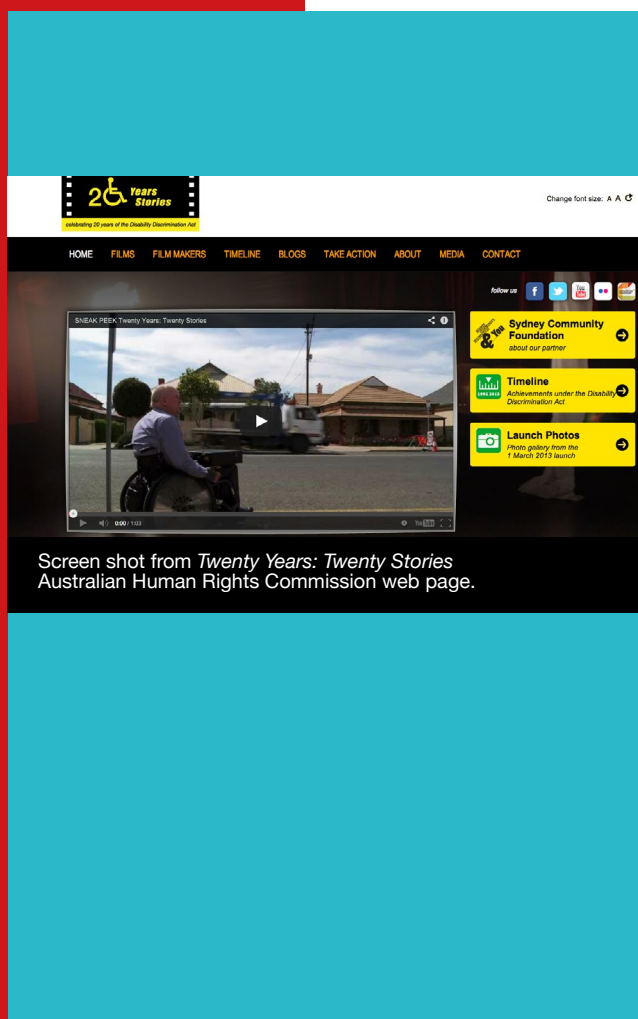 20 Years
Stories
celebrating 20 years of the Disability Discrimination Act
Change font size: A A
HOME FILMS FILM MAKERS TIMELINE BLOGS TAKE ACTION ABOUT MEDIA CONTACT
follow us
SNEAK PEEK Twenty Years: Twenty Stories
Sydney Community
Foundation
about our partner
Timeline
Achievements under the Disability
Discrimination Act
Launch Photos
Photo gallery from the
1 March 2013 launch
0:00 / 1:03
YouTube
Screen shot from Twenty Years: Twenty Stories
Australian Human Rights Commission web page.